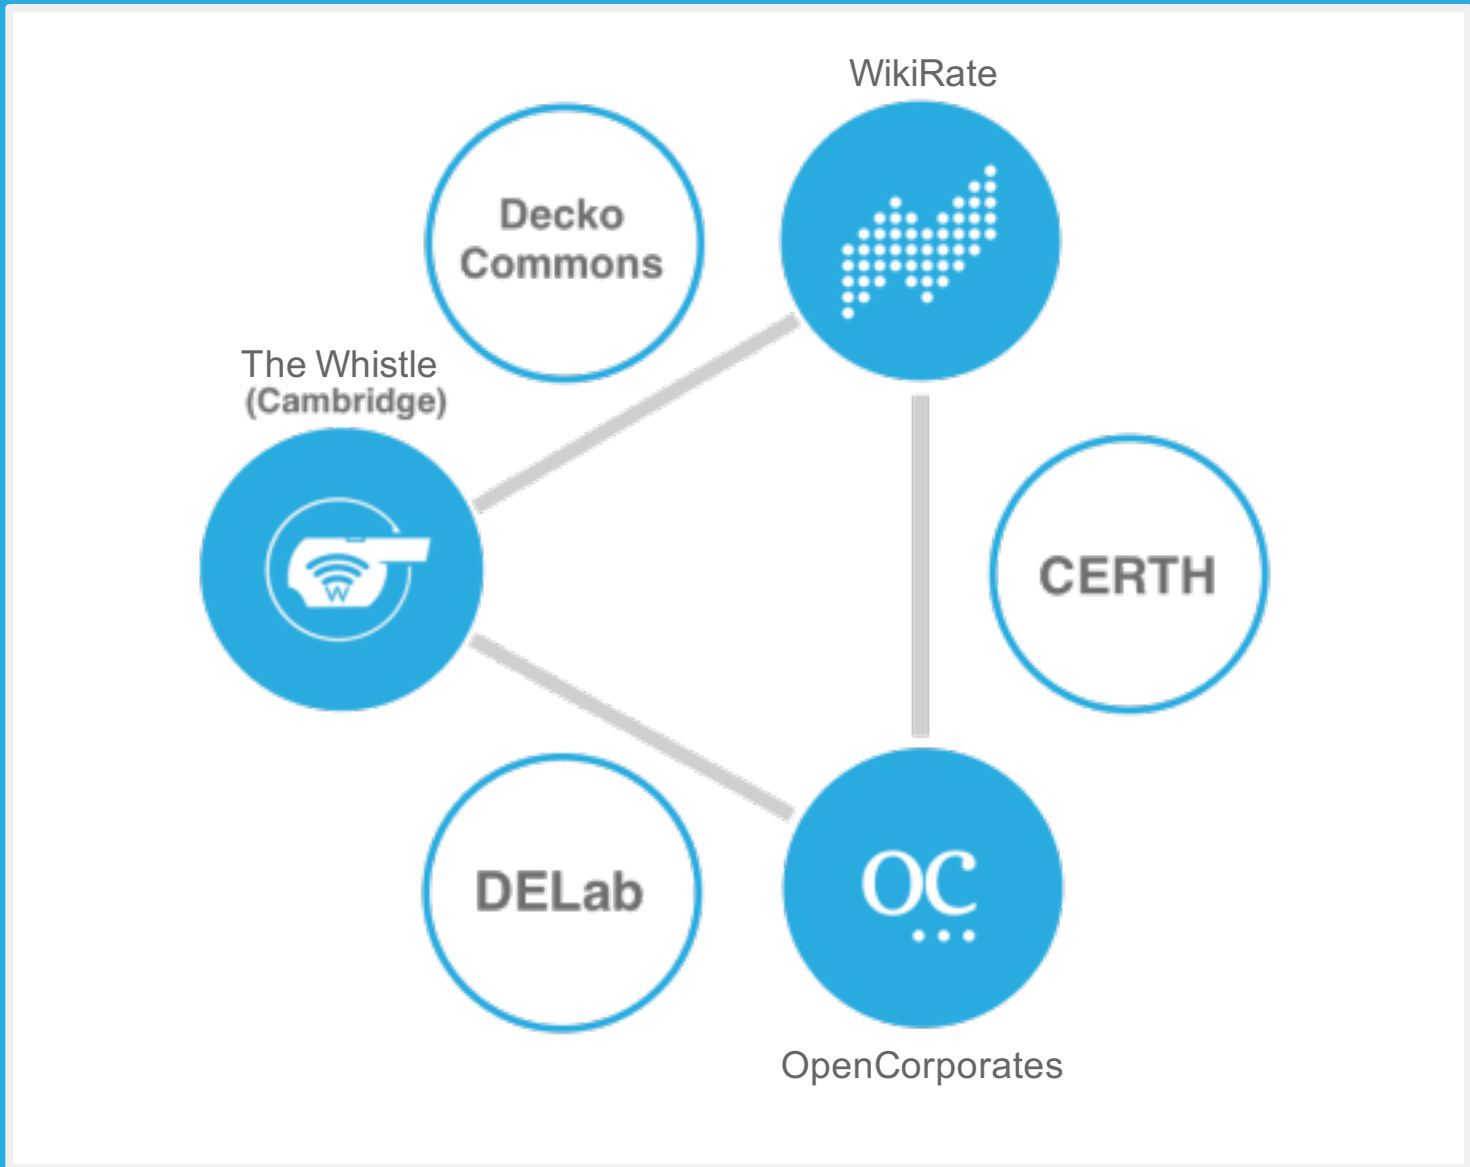 WikiRate
Decko
Commons
The Whistle
(Cambridge)
W
CERTH
DELab
OC
OpenCorporates